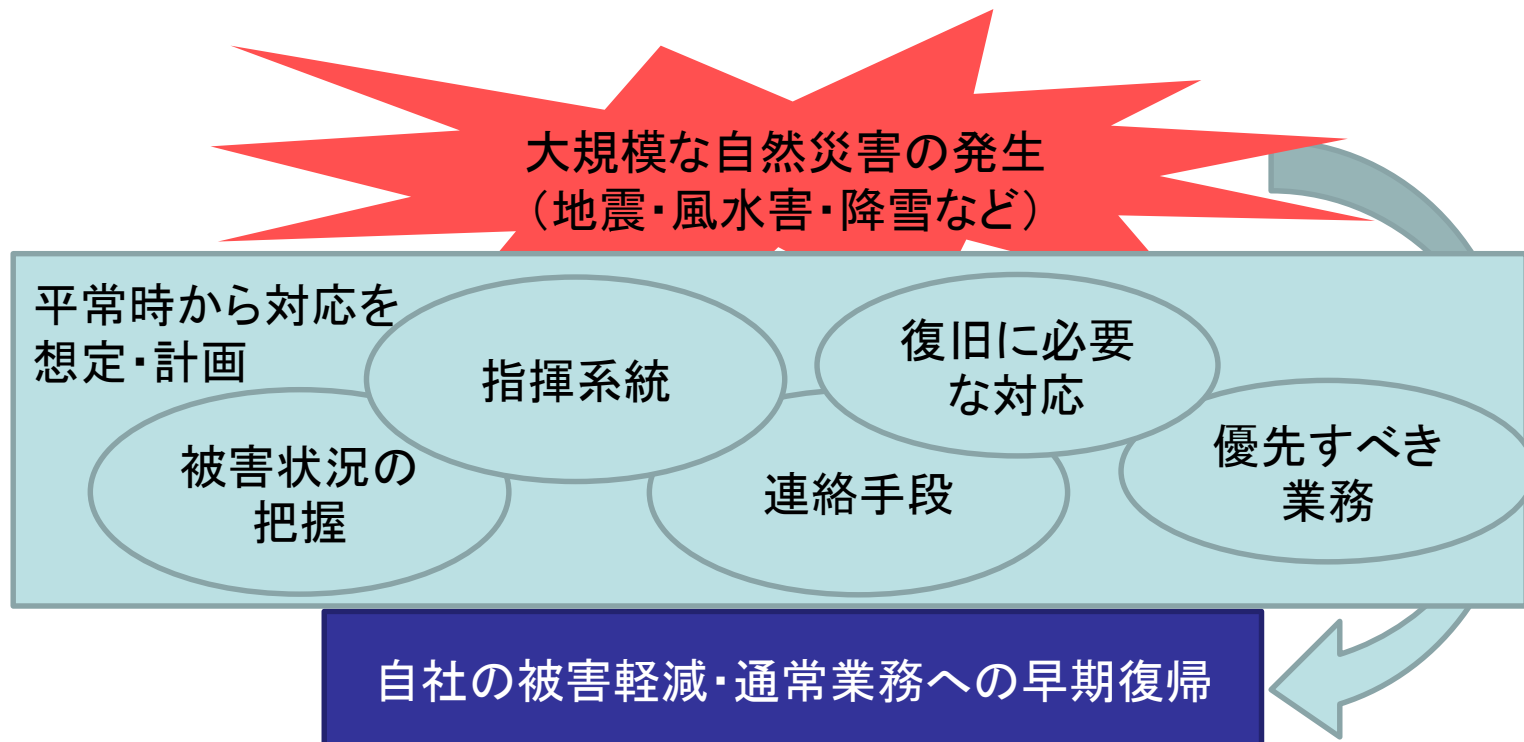 大規模な自然災害の発生
（地震・風水害・降雪など）
平常時から対応を
想定・計画
指揮系統
復旧に必要
な対応
被害状況の
把握
連絡手段
優先すべき
業務
自社の被害軽減・通常業務への早期復帰